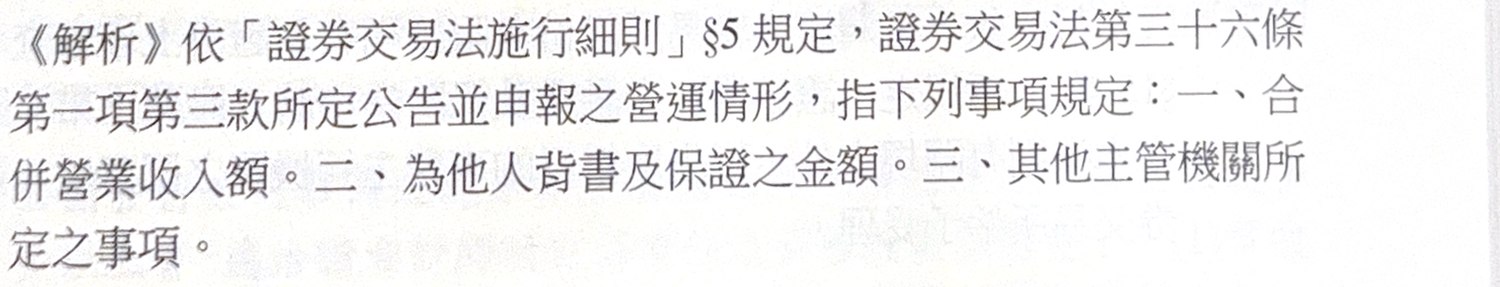 《解析》依「證券交易法施行細則」§5 規定，證券交易法第三十六條
第一項第三款所定公告並申報之營運情形，指下列事項規定：一、合
併營業收入額。二、為他人背書及保證之金額。三、其他主管機關所
定之事項。